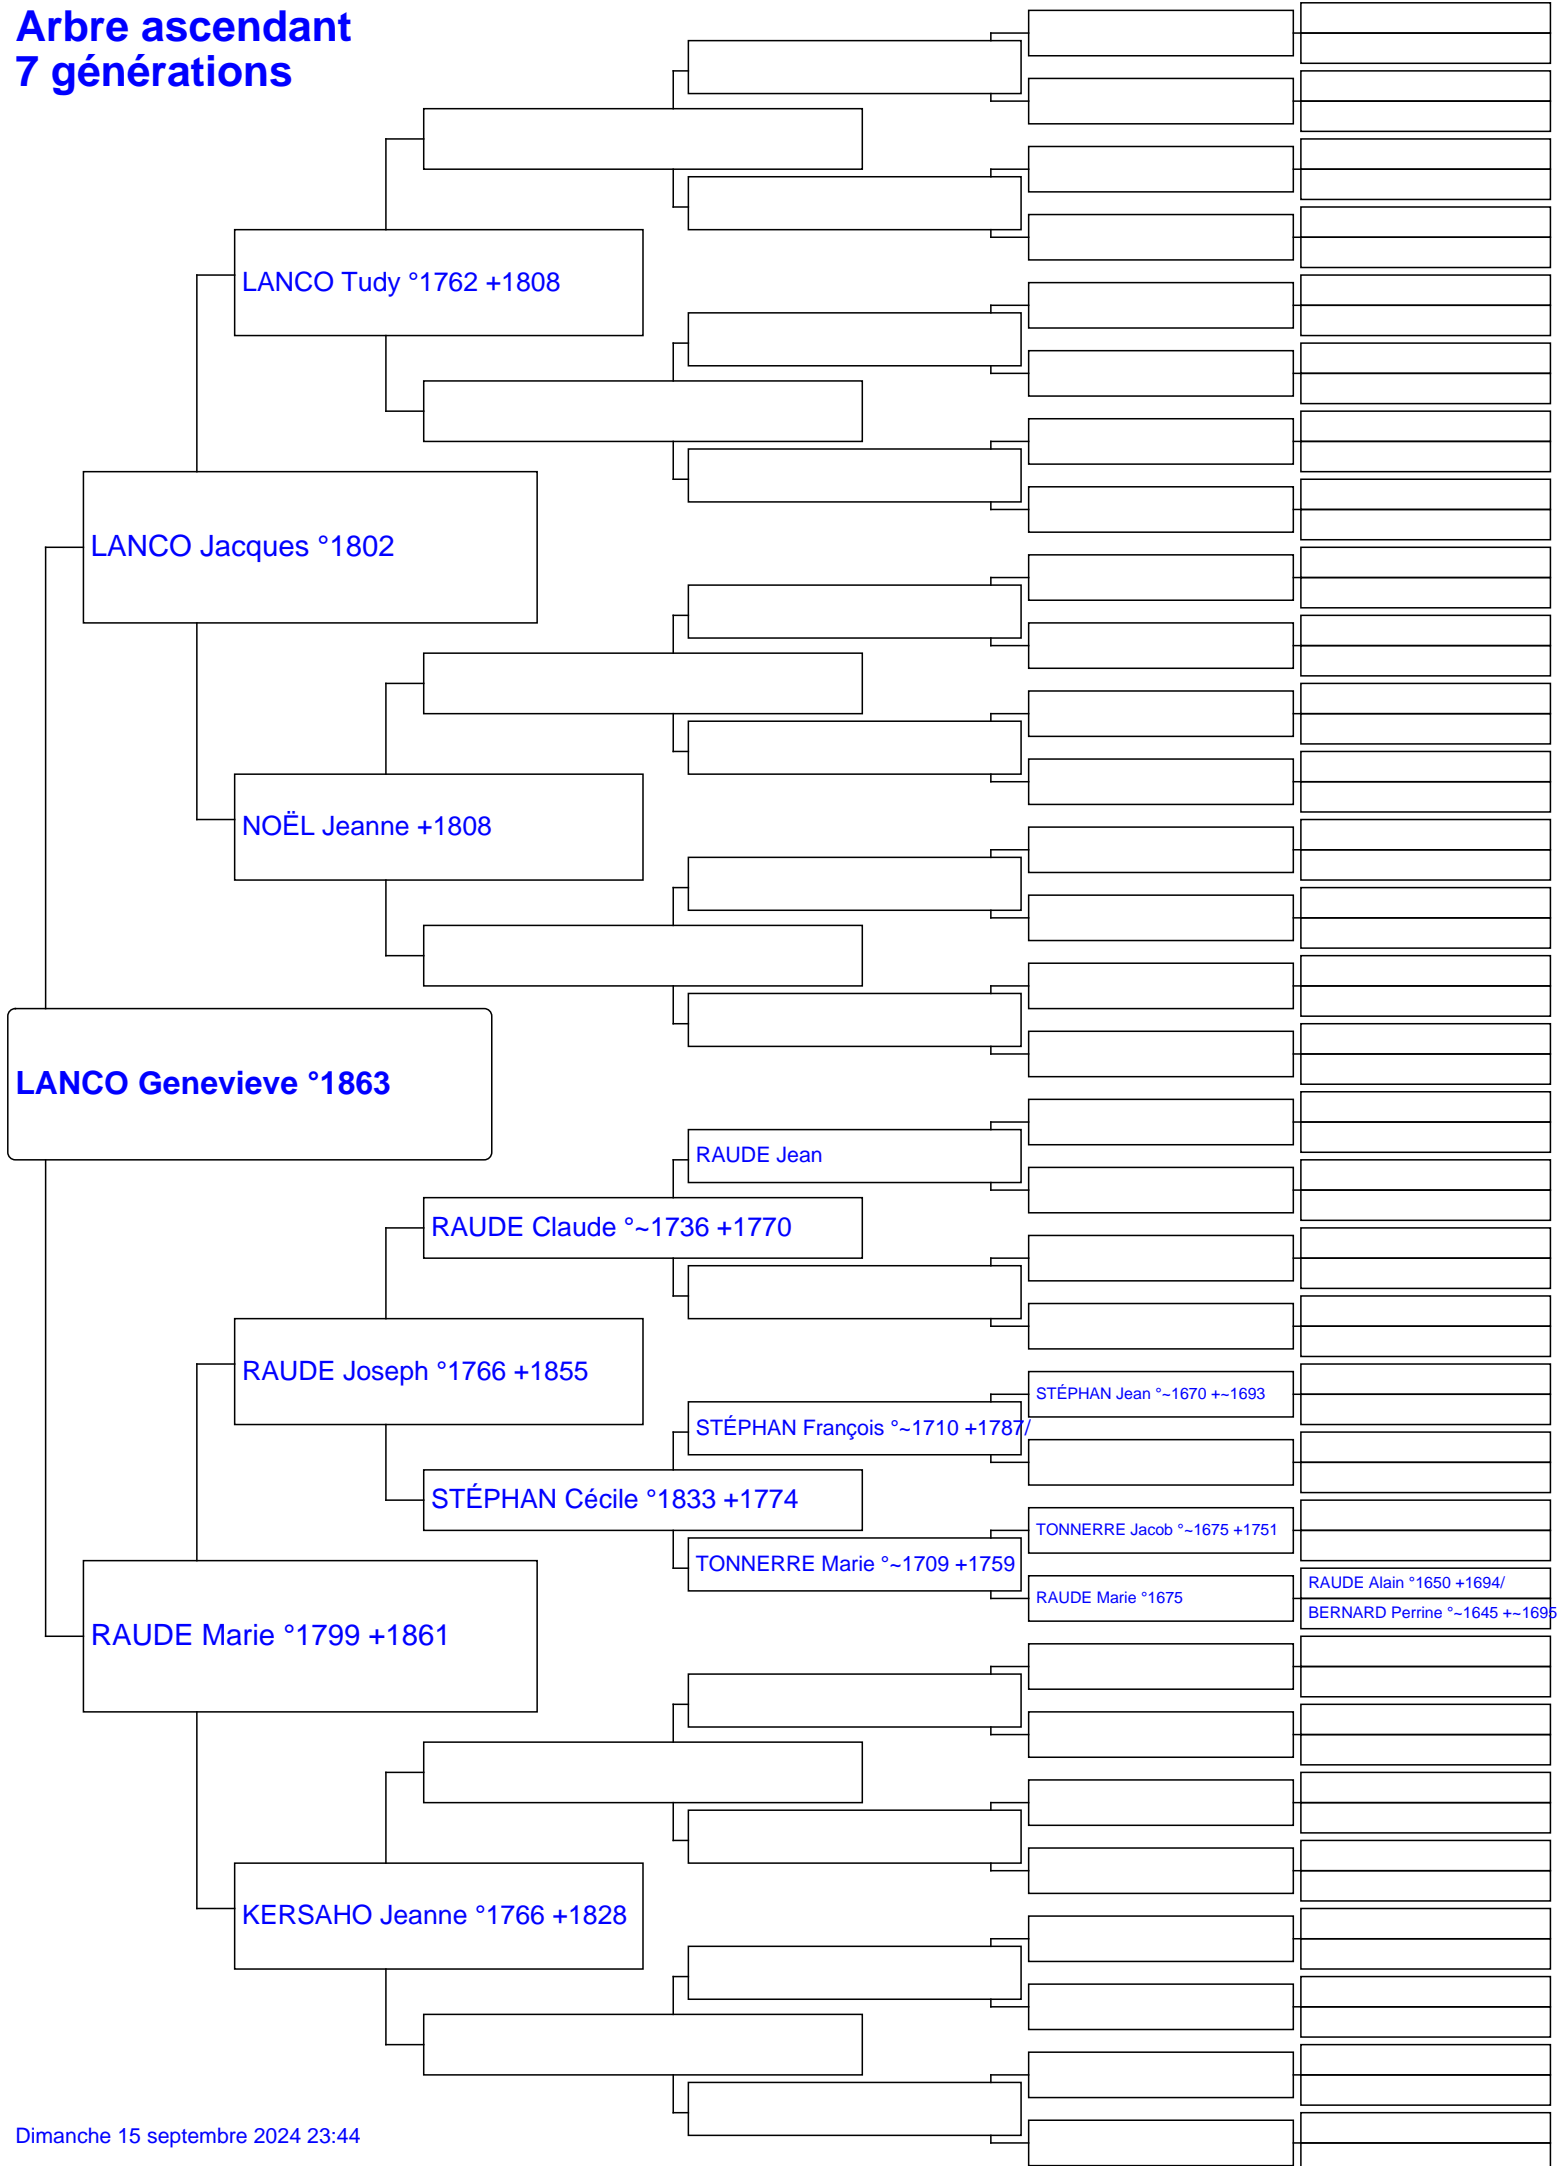 Arbre ascendant
7 générations
LANCO Tudy °1762 +1808
LANCO Jacques °1802
NOËL Jeanne +1808
LANCO Genevieve °1863
RAUDE Jean
RAUDE Claude °~1736 +1770
RAUDE Joseph °1766 +1855
STÉPHAN Jean °~1670 +~1693
STÉPHAN François °~1710 +1787/
STÉPHAN Cécile °1833 +1774
TONNERRE Jacob °~1675 +1751
TONNERRE Marie °~1709 +1759
RAUDE Alain °1650 +1694/
RAUDE Marie °1675
BERNARD Perrine °~1645 +~1695
RAUDE Marie °1799 +1861
KERSAHO Jeanne °1766 +1828
Dimanche 15 septembre 2024 23:44